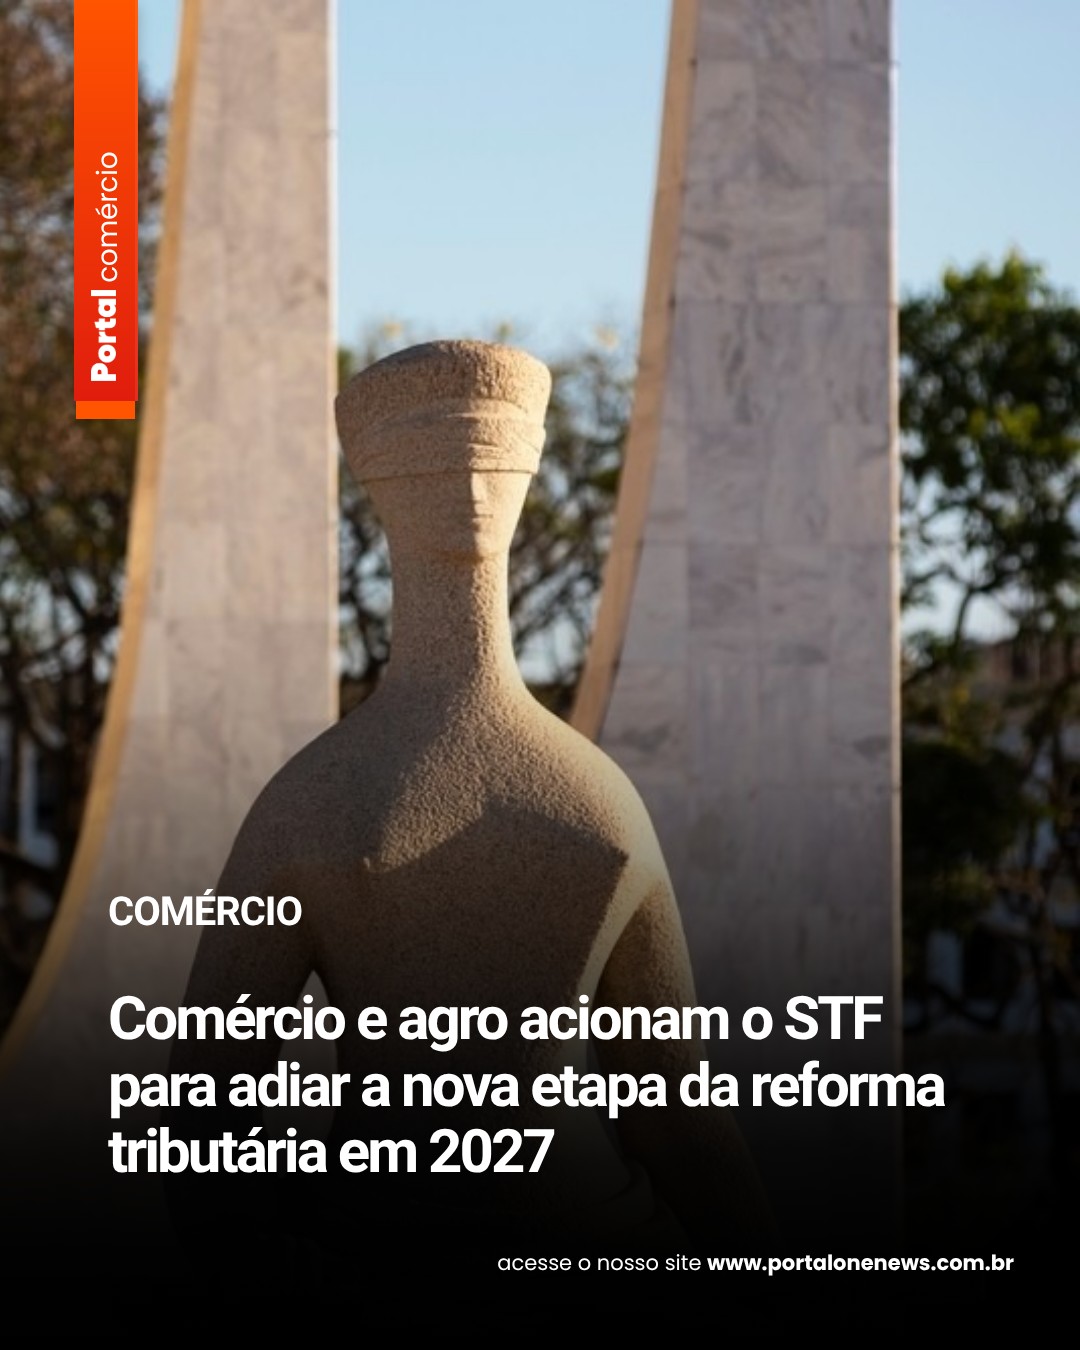 Portal comércio
COMÉRCIO
Comércio e agro acionam o STF
para adiar a nova etapa da reforma
tributária em 2027
acesse o nosso site www.portalonenews.com.br